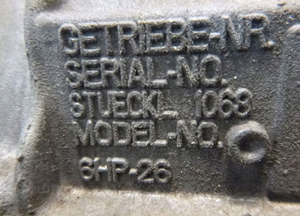 GETRIEBE-NR.
SERIAL-NO.
STUECKL. 1068
MODEL-NO.
6HP-26